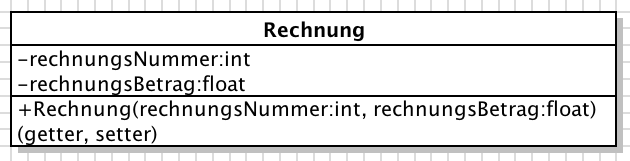 Rechnung
-rechnungsNummer:int
-rechnungsBetrag:float
+Rechnung(rechnungsNummer:int, rechnungsBetrag:float)
(getter, setter)